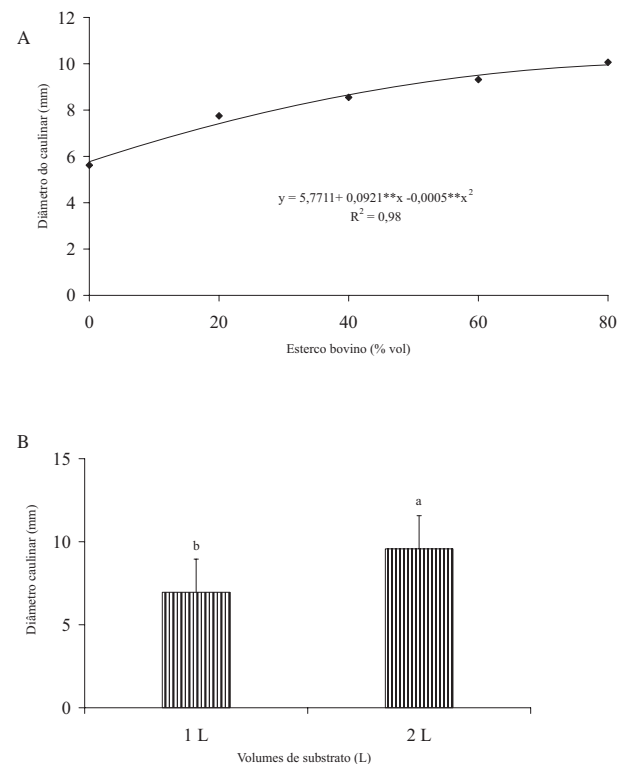 A
12
10
8
6
4
2
0
Diâmetro do caulinar (mm)
y = 5,7711+ 0,0921**x -0,0005**x²
R² = 0,98
0 20 40 60 80
Esterco bovino (% vol)
B
15
10
5
0
Diâmetro caulinar (mm)
b
a
1 L 2 L
Volumes de substrato (L)